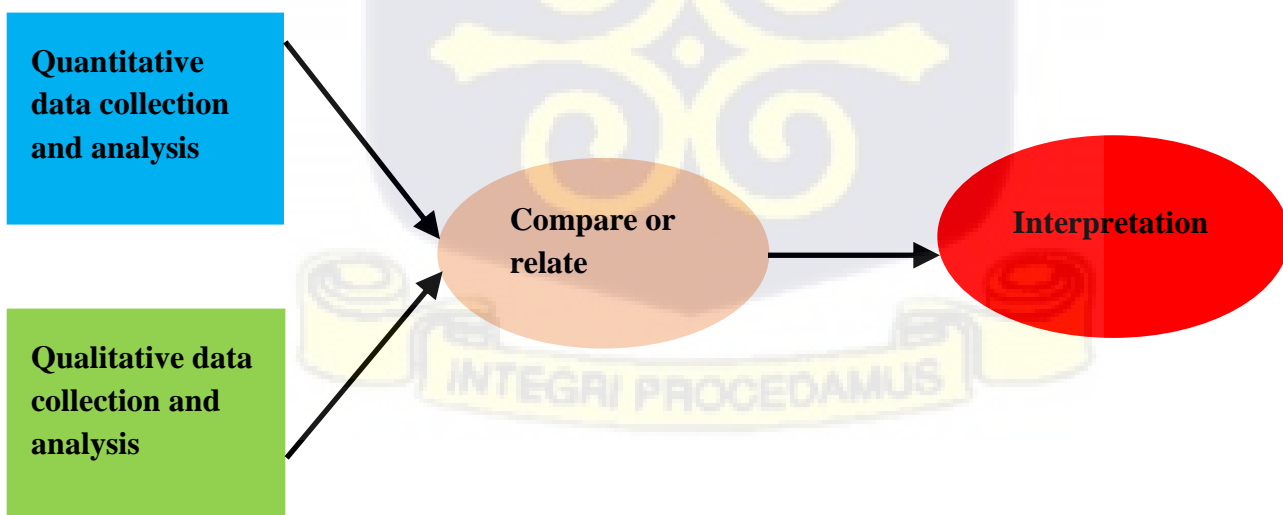 Quantitative
data collection
and analysis
Compare or
relate
Interpretation
Qualitative data
collection and
analysis
INTEGRI PROCEDAMUS